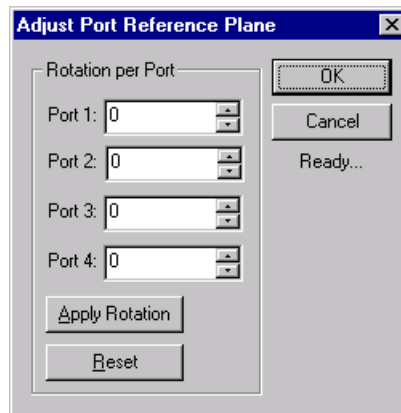 Adjust Port Reference Plane
Rotation per Port
Port 1: 0
Port 2: 0
Port 3: 0
Port 4: 0
Apply Rotation
Reset
OK
Cancel
Ready...